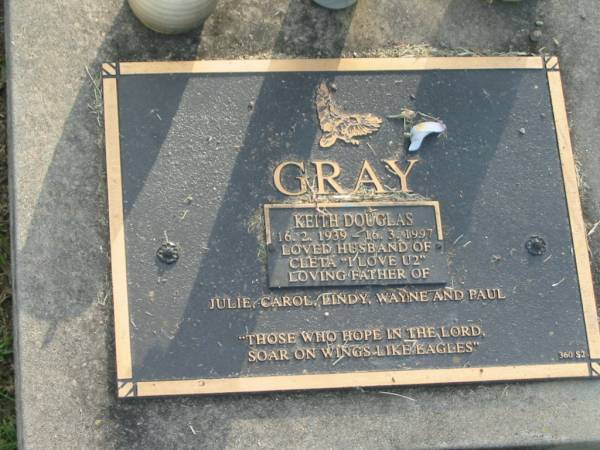 GRAY
KEITH DOUGLAS
16. 2. 1939 - 16. 3. 1997
LOVED HUSBAND OF
CLETA "I LOVE U2"
LOVING FATHER OF
JULIE, CAROL, LINDY, WAYNE AND PAUL
"THOSE WHO HOPE IN THE LORD,
SOAR ON WINGS LIKE EAGLES"
360 S2